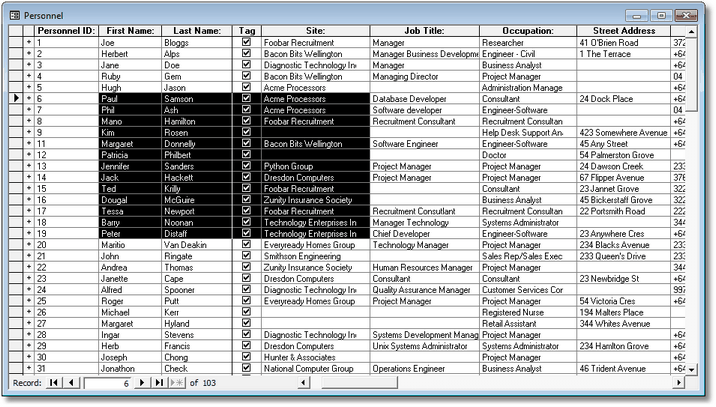 Personnel
Personnel ID: First Name: Last Name: Tag Site: Job Title: Occupation: Street Address
+ 1 Joe Bloggs Foobar Recruitment Manager Researcher 41 O'Brien Road 372
+ 2 Herbert Alps Bacon Bits Wellington Manager Business Developme Engineer - Civil 1 The Terrace +64
+ 3 Jane Doe Diagnostic Technology In Manager Business Analyst +64
+ 4 Ruby Gem Bacon Bits Wellington Managing Director Project Manager 04
+ 5 Hugh Jason Acme Processors Administration Manage +64
+ 6 Paul Samson Acme Processors Database Developer Consultant 24 Dock Place +64
+ 7 Phil Ash Acme Processors Software developer Engineer-Software 04
+ 8 Mano Hamilton Foobar Recruitment Recruitment Consultant Recruitment Consultan +64
+ 9 Kim Rosen Help Desk Support An 423 Somewhere Avenue +64
+ 11 Margaret Donnelly Bacon Bits Wellington Software Engineer Engineer-Software 45 Any Street +64
+ 12 Patricia Philbert Doctor 54 Palmerston Grove
+ 13 Jennifer Sanders Python Group Project Manager Project Manager 24 Dawson Creek 233
+ 14 Jack Hackett Dresdon Computers Project Manager Project Manager 67 Flipper Avenue 376
+ 15 Ted Krilly Foobar Recruitment Consultant 23 Jannet Grove 322
+ 16 Dougal McGuire Zunity Insurance Society Business Analyst 45 Bickerstaff Grove 322
+ 17 Tessa Newport Foobar Recruitment Recruitment Consutlant Recruitment Consultan 22 Portsmith Road 222
+ 18 Barry Noonan Technology Enterprises In Manager Technology Systems Administrator 344
+ 19 Peter Distaff Technology Enterprises In Chief Developer Engineer-Software 23 Anywhere Cres +64
+ 20 Maritio Van Deakin Everyready Homes Group Technology Manager Project Manager 234 Blacks Avenue 333
+ 21 John Ringate Smithson Engineering Sales Rep/Sales Exec 233 Queen's Drive 333
+ 22 Andrea Thomas Zunity Insurance Society Human Resources Manager Project Manager 344
+ 23 Janette Cape Dresdon Computers Consultant Consultant 23 Newbridge St +64
+ 24 Alfred Spooner Diagnostic Technology In Quality Assurance Manager Customer Services Cor 997
+ 25 Roger Putt Everyready Homes Group Project Manager Project Manager 54 Victoria Cres +64
+ 26 Michael Kerr Registered Nurse 194 Malters Place
+ 27 Margaret Hyland Retail Assistant 344 Whites Avenue
+ 28 Ingar Stevens Diagnostic Technology In Systems Development Manag Project Manager +64
+ 29 Herb Francis Dresdon Computers Unix Systems Administrator Systems Administrator 234 Hamlton Grove +64
+ 30 Joseph Chong Hunter & Associates Project Manager +64
+ 31 Jonathon Check National Computer Group Operations Engineer Business Analyst 46 Trident Avenue +64
Record: 6 of 103